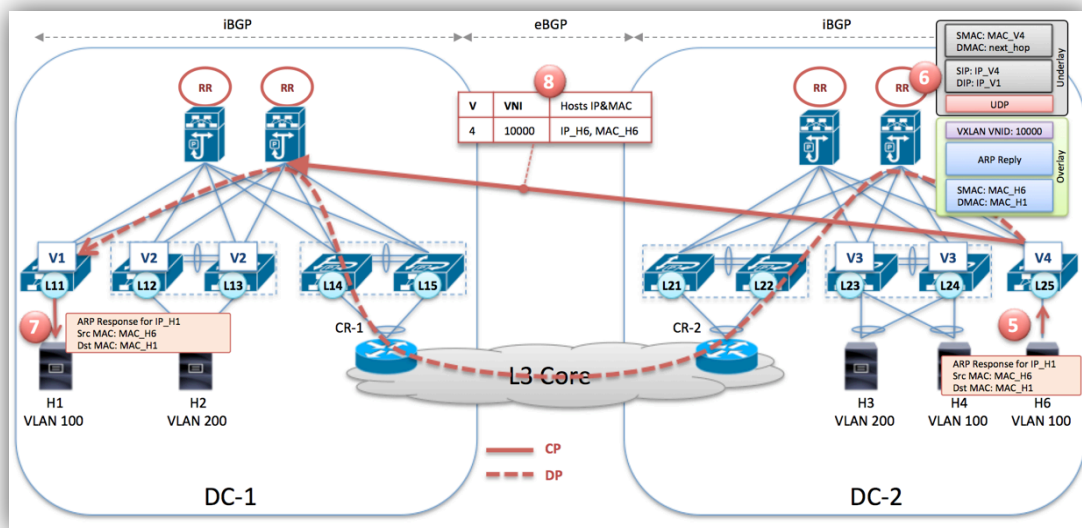 iBGP
eBGP
iBGP
RR
RR
RR
RR
8
V VNI Hosts IP&MAC
4 10000 IP_H6, MAC_H6
6
SMAC: MAC_V4
DMAC: next_hop
SIP: IP_V4
DIP: IP_V1
UDP
Underlay
VXLAN VNID: 10000
ARP Reply
SMAC: MAC_H6
DMAC: MAC_H1
Overlay
V1
V2
V2
V3
V3
V4
L11
L12
L13
L14
L15
L21
L22
L23
L24
L25
7
ARP Response for IP_H1
Src MAC: MAC_H6
Dst MAC: MAC_H1
5
ARP Response for IP_H1
Src MAC: MAC_H6
Dst MAC: MAC_H1
CR-1
CR-2
L3 Core
H1
VLAN 100
H2
VLAN 200
H3
VLAN 200
H4
VLAN 100
H6
VLAN 100
CP
DP
DC-1
DC-2